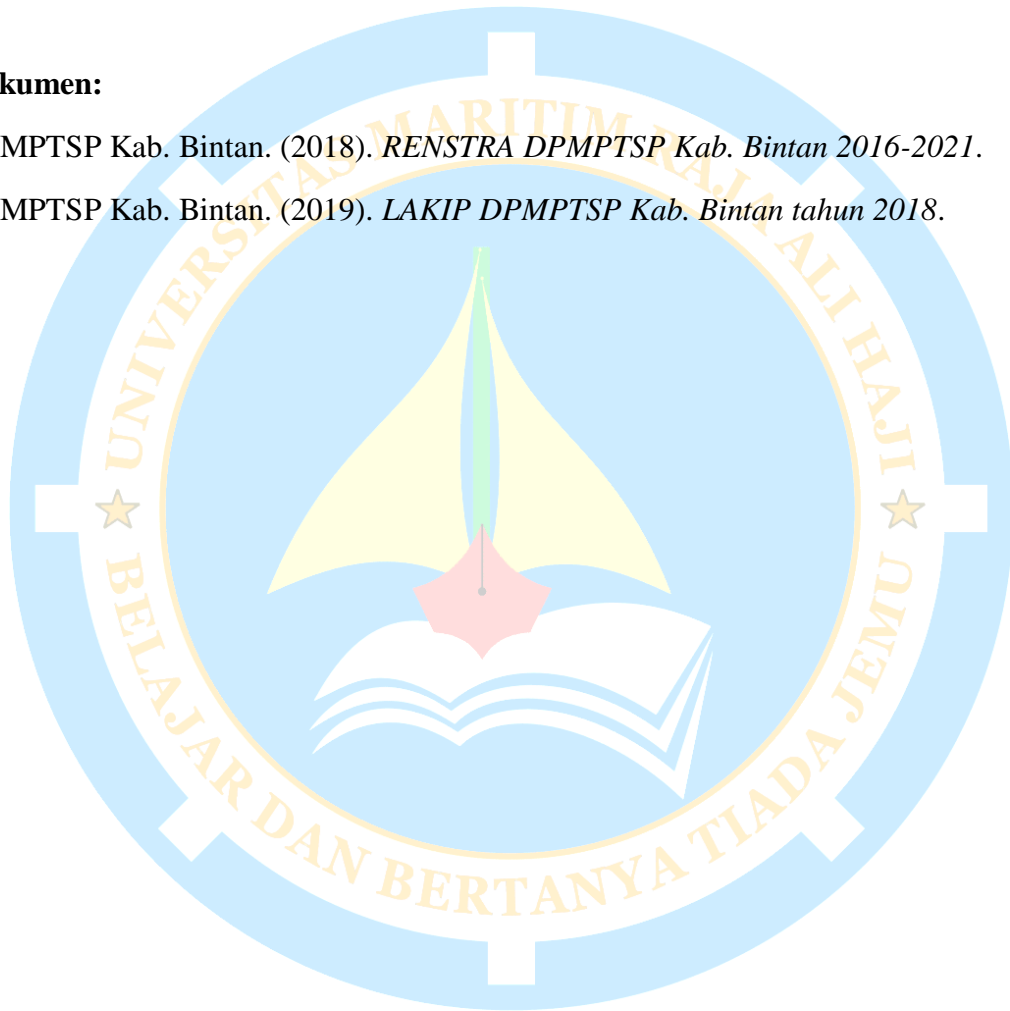 kumen:
MPTSP Kab. Bintan. (2018). RENSTRA DPMPTSP Kab. Bintan 2016-2021.
MPTSP Kab. Bintan. (2019). LAKIP DPMPTSP Kab. Bintan tahun 2018.
UNIVERSITAS MARITIM RAJA ALI HAJI
BELAJAR DAN BERTANYA TIADA JEMU